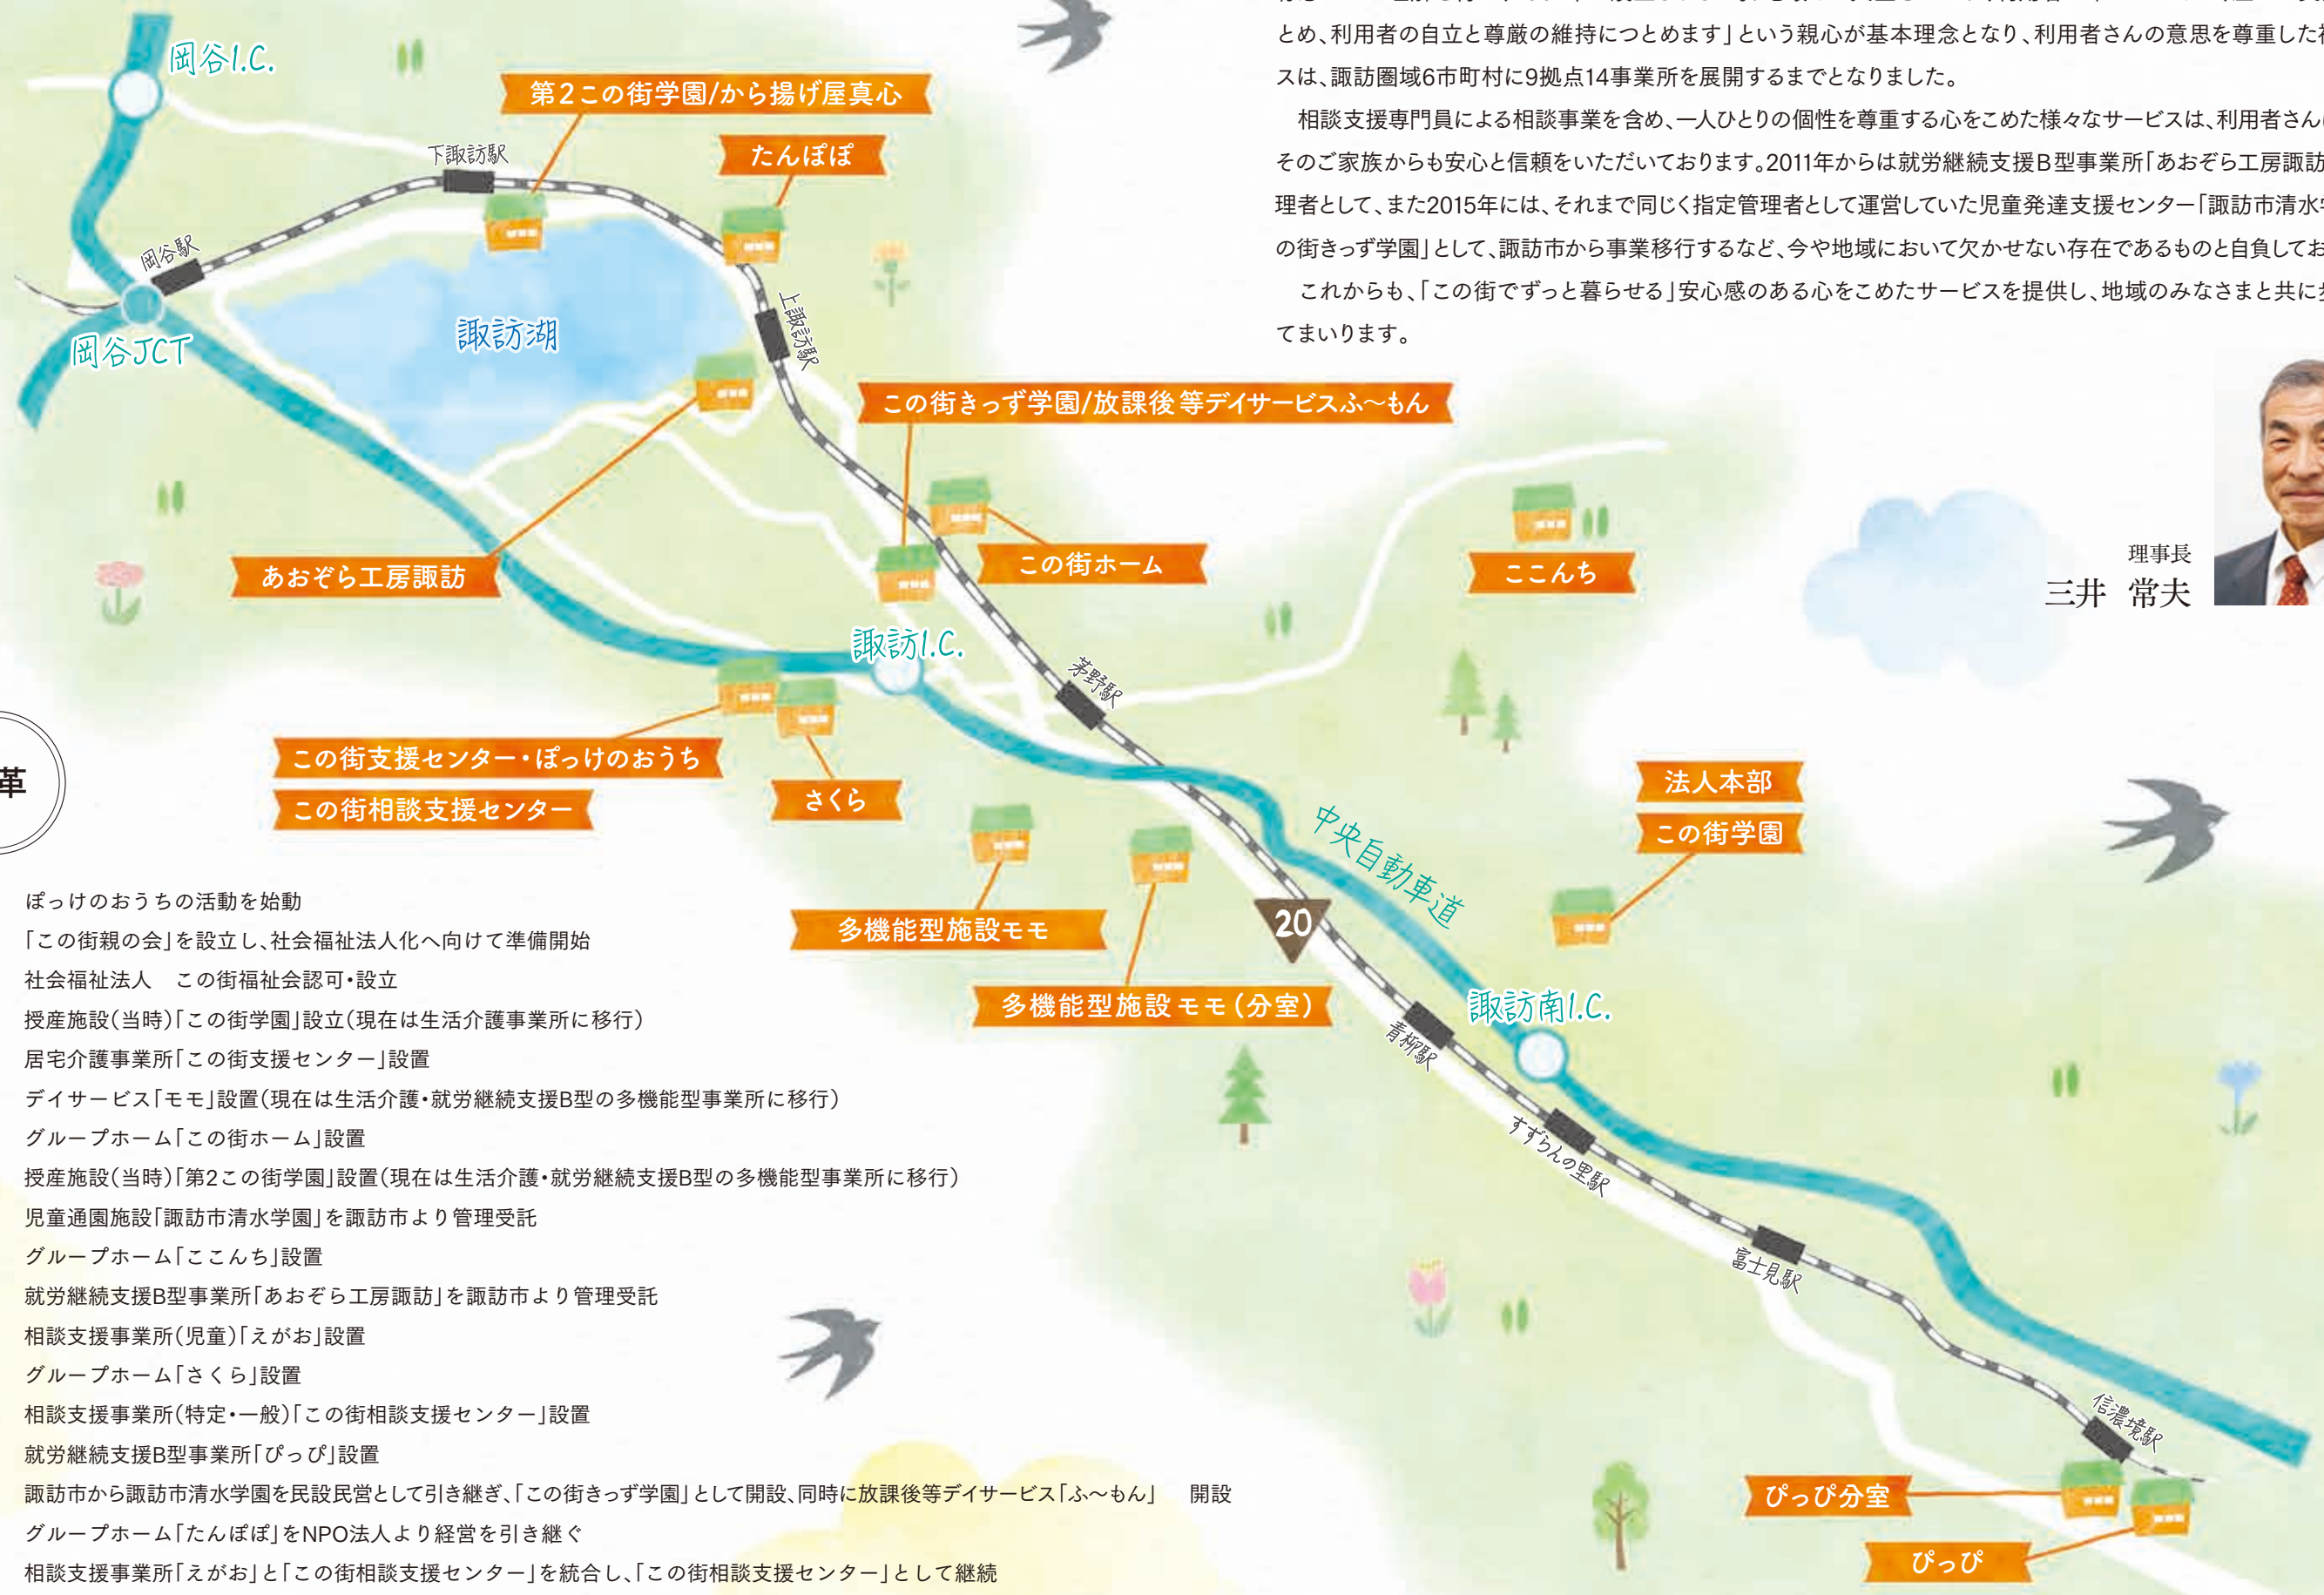 とめ、利用者の自立と尊厳の維持につとめます」という親心が基本理念となり、利用者さんの意思を尊重した
スは、諏訪圏域6市町村に9拠点14事業所を展開するまでとなりました。
相談支援専門員による相談事業を含め、一人ひとりの個性を尊重する心をこめた様々なサービスは、利用者さん
そのご家族からも安心と信頼をいただいております。2011年からは就労継続支援B型事業所「あおぞら工房諏訪
理者として、また2015年には、それまで同じく指定管理者として運営していた児童発達支援センター「諏訪市清水
の街きっず学園」として、諏訪市から事業移行するなど、今や地域において欠かせない存在であるものと自負してお
これからも、「この街でずっと暮らせる」安心感のある心をこめたサービスを提供し、地域のみなさまと共に
てまいります。
理事長
三井 常夫
岡谷I.C.
第2この街学園/から揚げ屋真心
たんぽぽ
下諏訪駅
岡谷駅
岡谷JCT
諏訪湖
上諏訪駅
この街きっず学園/放課後等デイサービスふ～もん
あおぞら工房諏訪
この街ホーム
ここんち
諏訪I.C.
茅野駅
この街支援センター・ぽっけのおうち
この街相談支援センター
さくら
法人本部
この街学園
中央自動車道
多機能型施設モモ
20
多機能型施設モモ(分室)
諏訪南I.C.
青柳駅
すずらんの里駅
富士見駅
信濃境駅
ぴっぴ分室
ぴっぴ
革
ぽっけのおうちの活動を始動
「この街親の会」を設立し、社会福祉法人化へ向けて準備開始
社会福祉法人　この街福祉会認可・設立
授産施設(当時)「この街学園」設立(現在は生活介護事業所に移行)
居宅介護事業所「この街支援センター」設置
デイサービス「モモ」設置(現在は生活介護・就労継続支援B型の多機能型事業所に移行)
グループホーム「この街ホーム」設置
授産施設(当時)「第2この街学園」設置(現在は生活介護・就労継続支援B型の多機能型事業所に移行)
児童通園施設「諏訪市清水学園」を諏訪市より管理受託
グループホーム「ここんち」設置
就労継続支援B型事業所「あおぞら工房諏訪」を諏訪市より管理受託
相談支援事業所(児童)「えがお」設置
グループホーム「さくら」設置
相談支援事業所(特定・一般)「この街相談支援センター」設置
就労継続支援B型事業所「ぴっぴ」設置
諏訪市から諏訪市清水学園を民設民営として引き継ぎ、「この街きっず学園」として開設、同時に放課後等デイサービス「ふ～もん」　開設
グループホーム「たんぽぽ」をNPO法人より経営を引き継ぐ
相談支援事業所「えがお」と「この街相談支援センター」を統合し、「この街相談支援センター」として継続